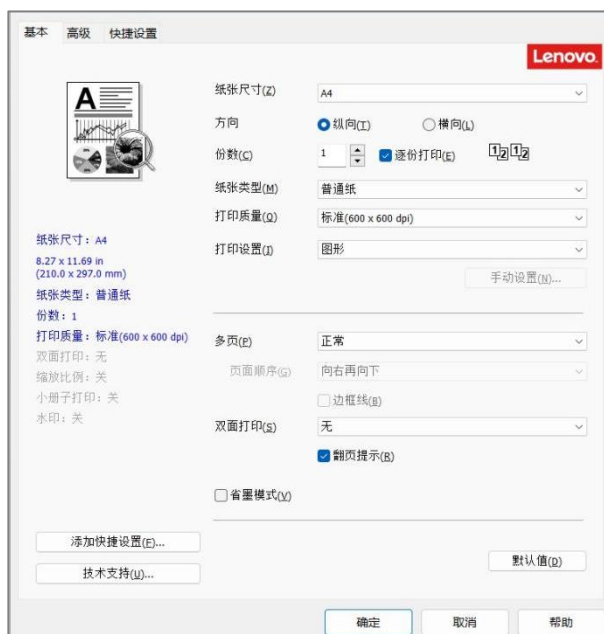 基本 高级 快捷设置
Lenovo.
纸张尺寸(Z) A4
方向 纵向(T) 横向(L)
份数(C) 1 逐份打印(E) 1 2 1 2
纸张类型(M) 普通纸
打印质量(Q) 标准(600 x 600 dpi)
打印设置(I) 图形
手动设置(N)...
纸张尺寸：A4
8.27 x 11.69 in
(210.0 x 297.0 mm)
纸张类型：普通纸
份数：1
打印质量：标准(600 x 600 dpi)
双面打印：无
缩放比例：关
小册子打印：关
水印：关
多页(P) 正常
页面顺序(G) 向右再向下
边框线(B)
双面打印(S) 无
翻页提示(R)
省墨模式(V)
添加快捷设置(F)...
技术支持(U)...
默认值(D)
确定 取消 帮助
A